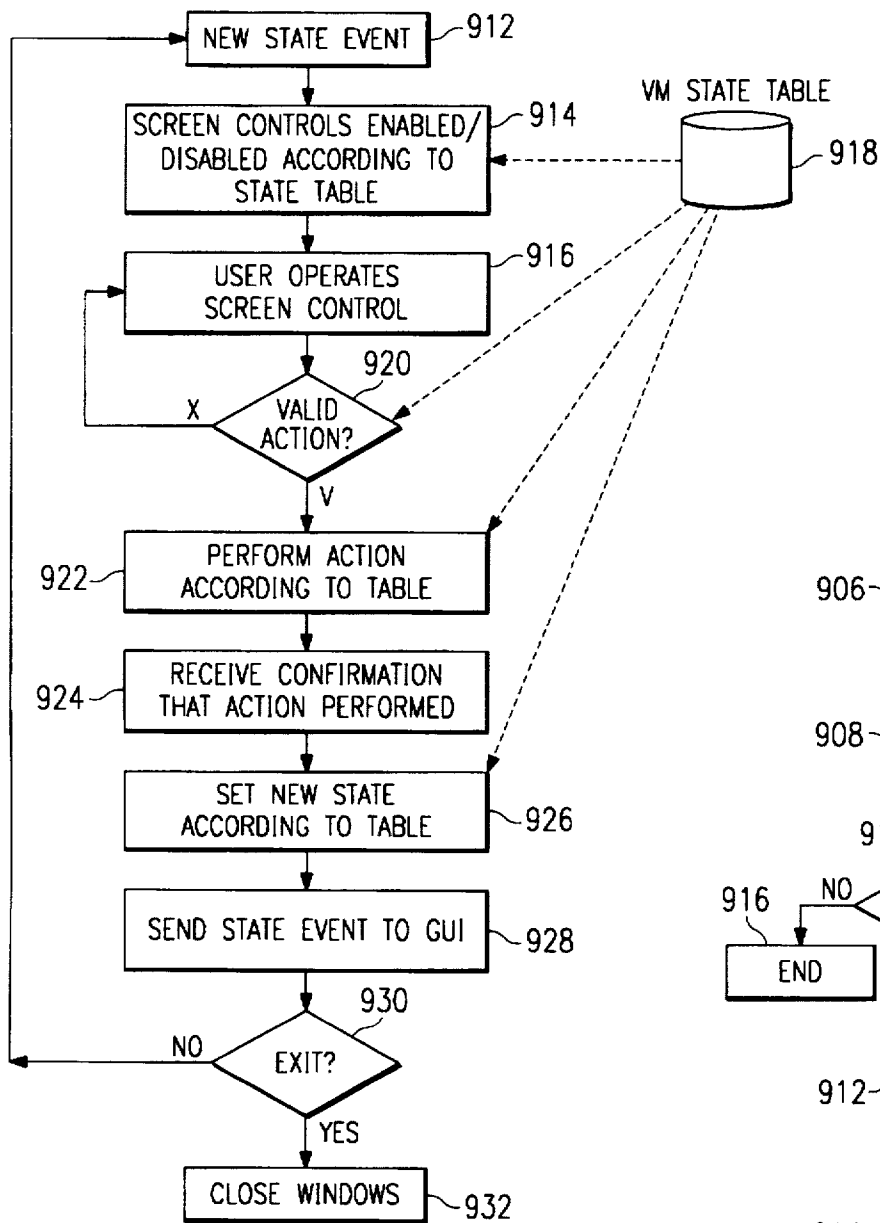 NEW STATE EVENT
912
SCREEN CONTROLS ENABLED/
DISABLED ACCORDING TO
STATE TABLE
914
VM STATE TABLE
918
USER OPERATES
SCREEN CONTROL
916
920
VALID
ACTION?
X
V
922
PERFORM ACTION
ACCORDING TO TABLE
906
924
RECEIVE CONFIRMATION
THAT ACTION PERFORMED
908
SET NEW STATE
ACCORDING TO TABLE
926
9
SEND STATE EVENT TO GUI
928
916
NO
END
930
NO
EXIT?
YES
912
CLOSE WINDOWS
932